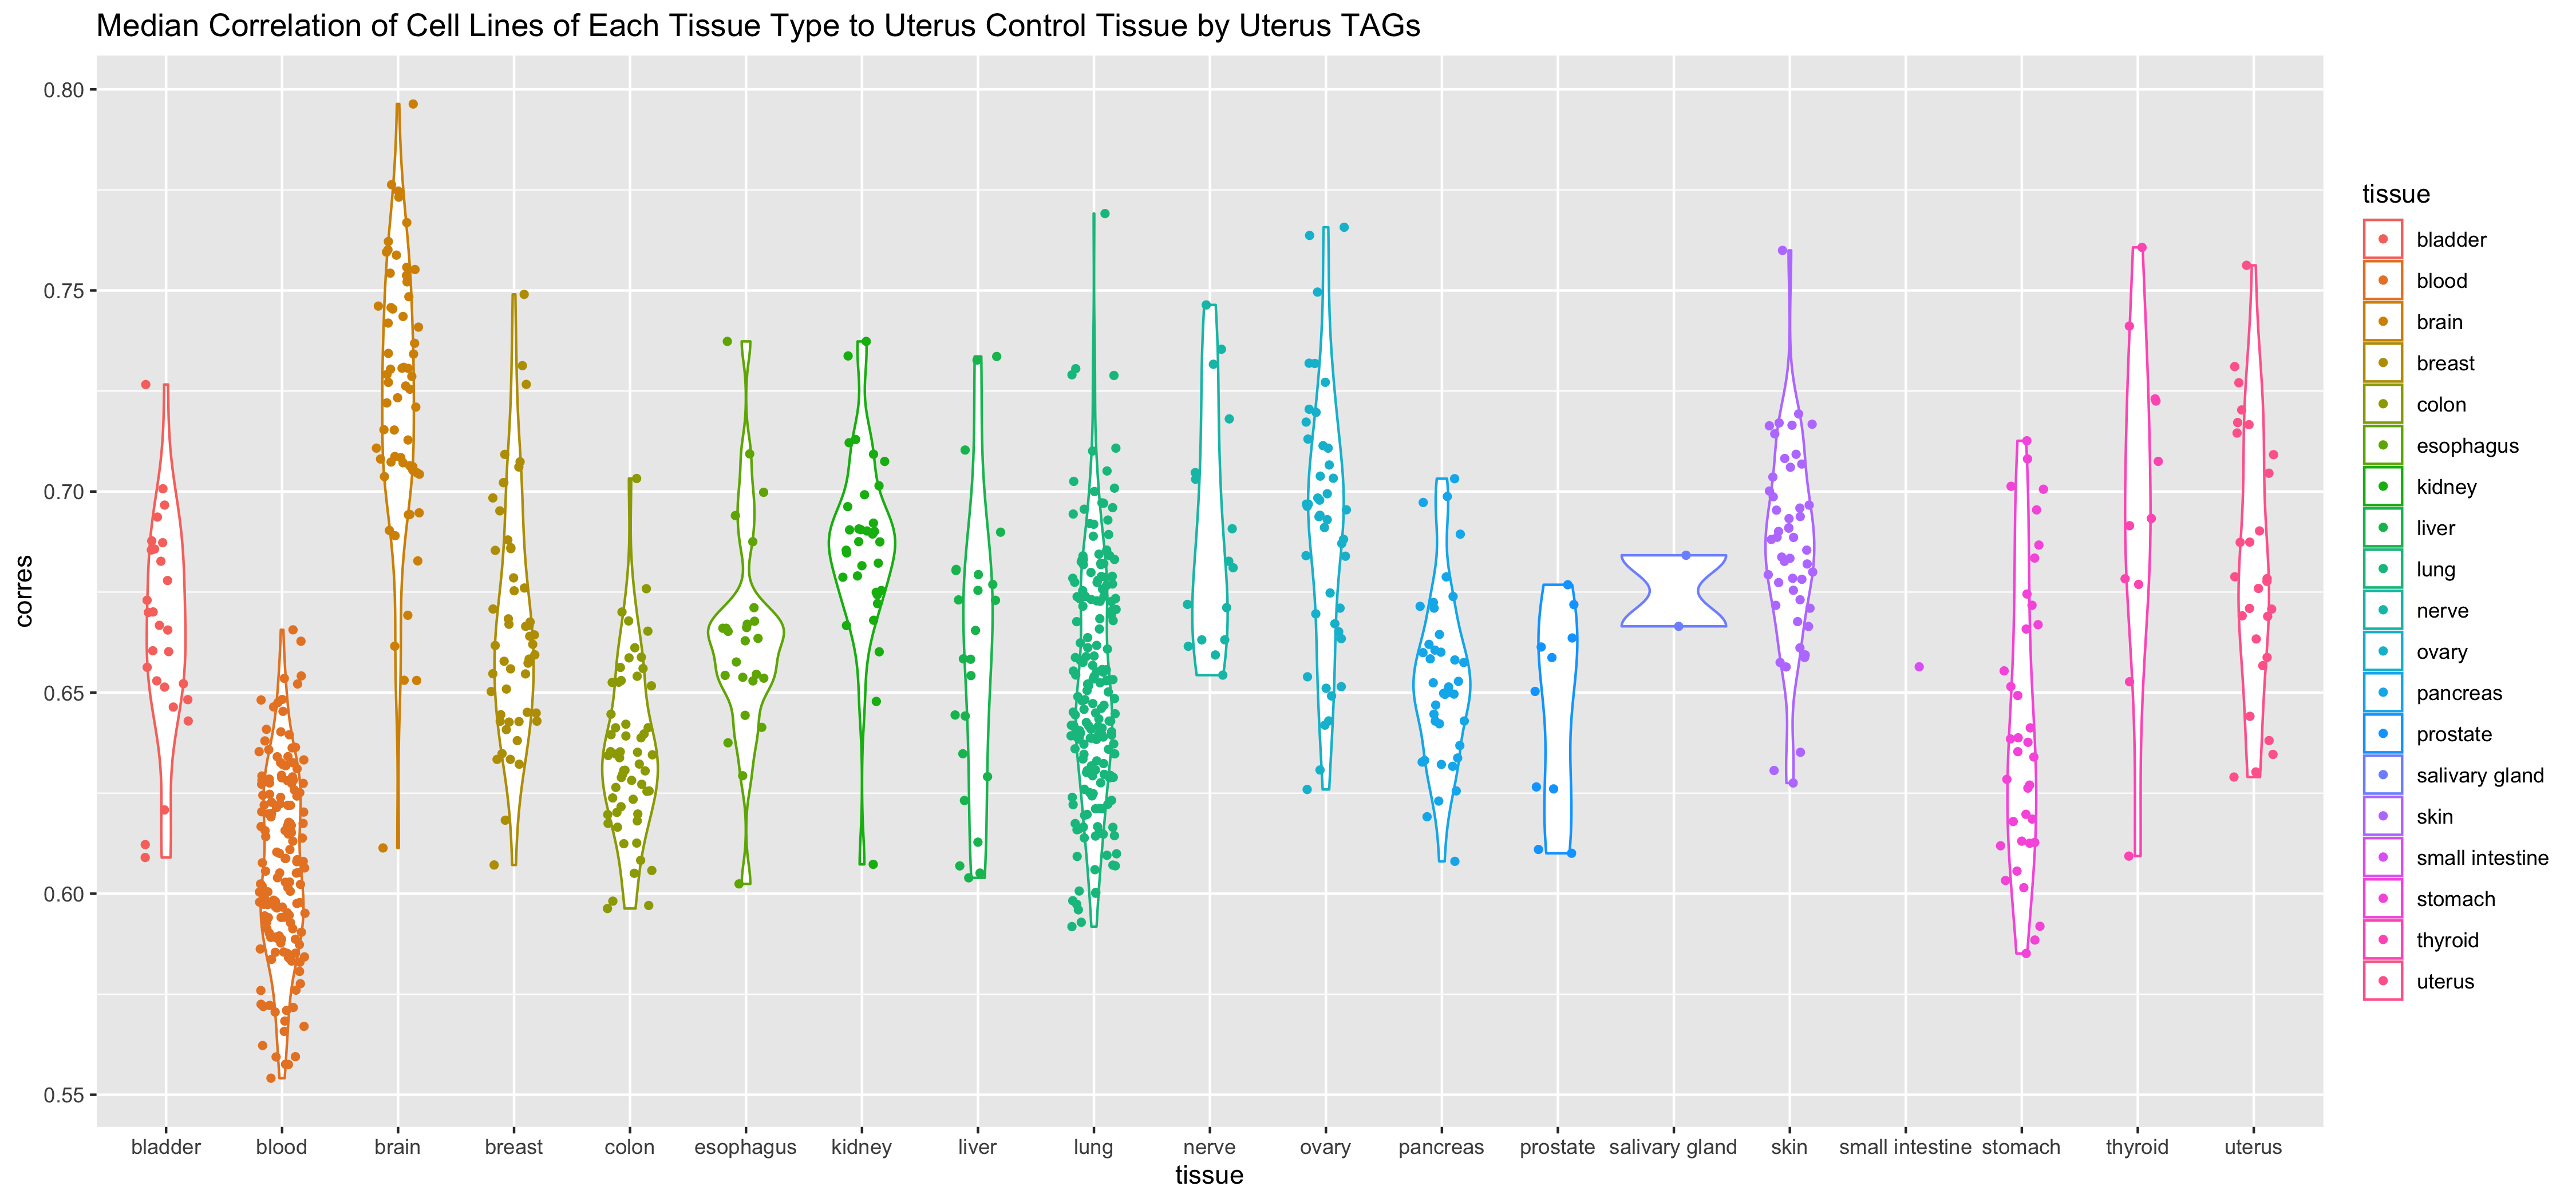 Median Correlation of Cell Lines of Each Tissue Type to Uterus Control Tissue by Uterus TAGs
corres
0.80
0.75
0.70
0.65
0.60
0.55
bladder blood brain breast colon esophagus kidney liver lung nerve ovary pancreas prostate salivary gland skin small intestine stomach thyroid uterus
tissue
tissue
bladder
blood
brain
breast
colon
esophagus
kidney
liver
lung
nerve
ovary
pancreas
prostate
salivary gland
skin
small intestine
stomach
thyroid
uterus